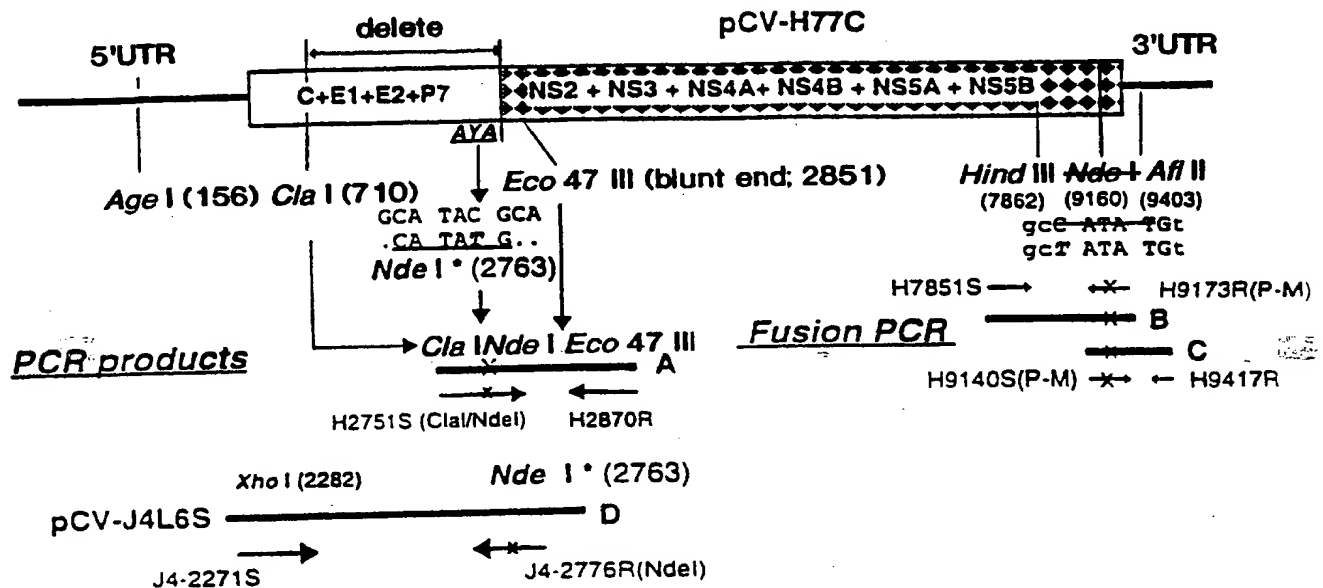 delete
pCV-H77C
5'UTR
3'UTR
C+E1+E2+P7
NS2 + NS3 + NS4A+ NS4B + NS5A + NS5B
AYA
Age I (156) Cla I (710)
Eco 47 III (blunt end; 2851)
Hind III Nde I Afl II
(7862) (9160) (9403)
GCA TAC GCA
.CA TAT G..
Nde I * (2763)
gcC ATA TGt
gcT ATA TGt
H7851S
H9173R(P-M)
B
Fusion PCR
C
H9140S(P-M)
H9417R
PCR products
Cla I Nde I Eco 47 III
A
H2751S (ClaI/NdeI)
H2870R
Xho I (2282)
Nde I * (2763)
pCV-J4L6S
D
J4-2271S
J4-2776R(NdeI)